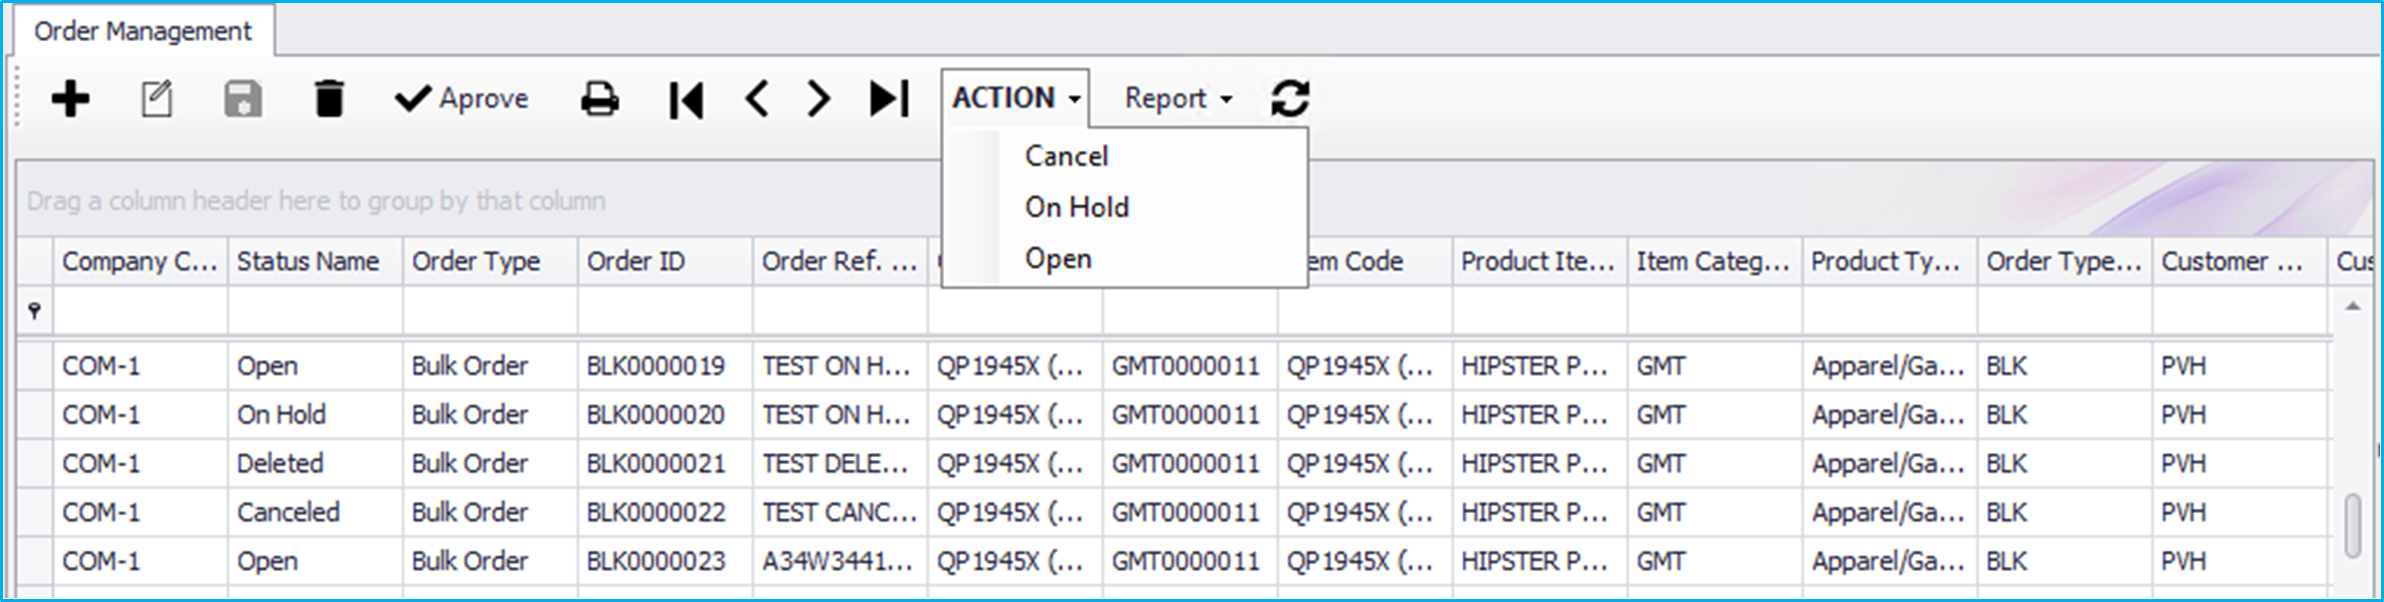 Order Management
Aprove ACTION Report
Cancel
On Hold
Open
Drag a column header here to group by that column
Company C... Status Name Order Type Order ID Order Ref. ... em Code Product Ite... Item Categ... Product Ty... Order Type... Customer ... Cus
COM-1 Open Bulk Order BLK0000019 TEST ON H... QP1945X (... GMT0000011 QP1945X (... HIPSTER P... GMT Apparel/Ga... BLK PVH
COM-1 On Hold Bulk Order BLK0000020 TEST ON H... QP1945X (... GMT0000011 QP1945X (... HIPSTER P... GMT Apparel/Ga... BLK PVH
COM-1 Deleted Bulk Order BLK0000021 TEST DELE... QP1945X (... GMT0000011 QP1945X (... HIPSTER P... GMT Apparel/Ga... BLK PVH
COM-1 Canceled Bulk Order BLK0000022 TEST CANC... QP1945X (... GMT0000011 QP1945X (... HIPSTER P... GMT Apparel/Ga... BLK PVH
COM-1 Open Bulk Order BLK0000023 A34W3441... QP1945X (... GMT0000011 QP1945X (... HIPSTER P... GMT Apparel/Ga... BLK PVH